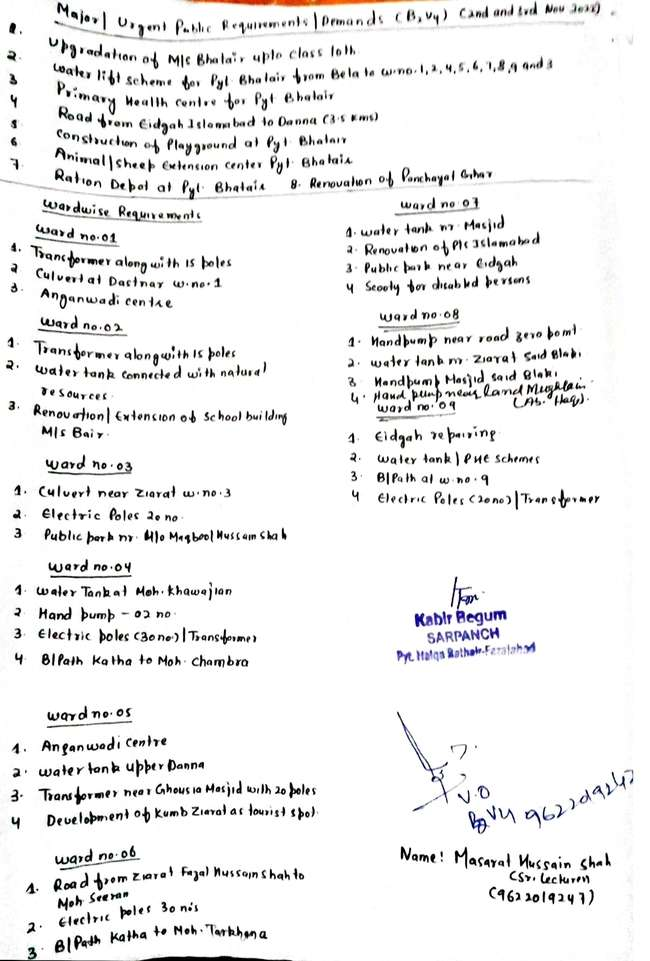 Major/ Urgent Public Requirements/ Demands (B2V4) (2nd and 3rd Nov 2022)
1. Upgradation of M/s Bhatair upto class 10th
2. Water lift scheme for Pyt Bhatair from Bela to w.no. 1, 2, 4, 5, 6, 7, 8, 9 and 3
3 Primary Health centre for Pyt Bhatair
4 Road from Eidgah Islamabad to Danna (3.5 Kms)
5 Construction of Playground at Pyt. Bhatair
6 Animal/sheep Extension center Pyt. Bhatair
7. Ration Depot at Pyt. Bhatair 8. Renovation of Panchayat Ghar
Wardwise Requirements
Ward no.01
1. Transformer along with 15 poles
2 Culvert at Dastnar w.no.1
3. Anganwadi centre
Ward no.02
1. Transformer along with 15 poles
2. Water tank connected with natural
resources.
3. Renovation/ Extension of School building
M/s Bair.
Ward no.03
1. Culvert near Ziarat w.no.3
2. Electric Poles 20 no.
3 Public park nr. H/o Maqbool Hussain Shah
Ward no.04
1. Water Tank at Moh. Khawajian
2. Hand pump - 02 no.
3. Electric poles (30no.)/ Transformer
4. B/Path Katha to Moh. Chambra
Ward no.05
1. Anganwadi Centre
2. Water tank upper Danna
3. Transformer near Ghousia Masjid with 20 poles
4 Development of Kumb Ziarat as tourist spot.
Ward no.06
1. Road from Ziarat Fazal Hussain shah to
Moh. Seeran
2. Electric poles 30 no's
3. B/Path Katha to Moh. Tarkhana
Ward no.07
1. Water tank nr. Masjid
2. Renovation of P/s Islamabad
3. Public park near Eidgah
4 Scooty for disabled persons
Ward no.08
1. Handpump near road zero point
2. water tank nr. Ziarat Said Blaki
3 Handpump Masjid said Blaki
4. Hand pump near land Mughlain
(Ab. Haq).
Ward no.09
1. Eidgah repairing.
2. Water tank/ PHE schemes
3. B/Path at w.no.9
4 Electric Poles (20no)/ Transformer
Kabir Begum
SARPANCH
Pyt. Halqa Bathair-Fazalabad
V.O
B2V4 9622019247
Name: Masarat Hussain Shah
(Sr. Lecturer)
(9622019247)